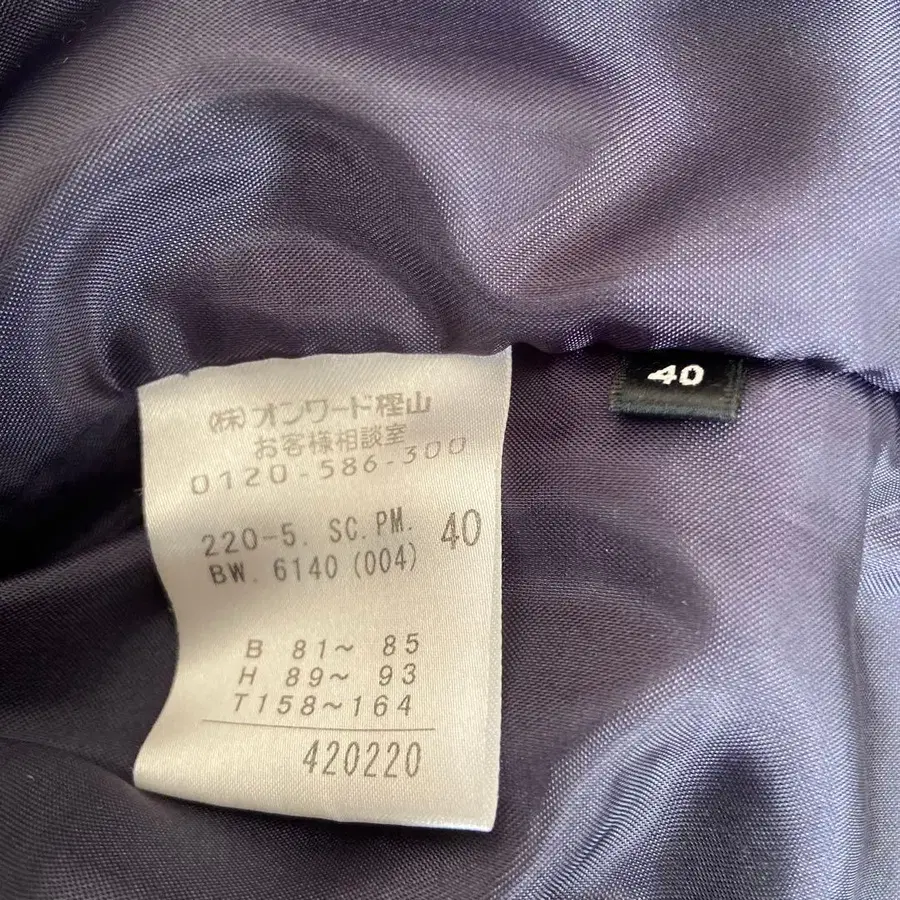 (株)オンワード樫山
お客様相談室
0120-586-300
220-5. SC.PM. 40
BW. 6140 (004)
B 81~ 85
H 89~ 93
T158~164
420220
40